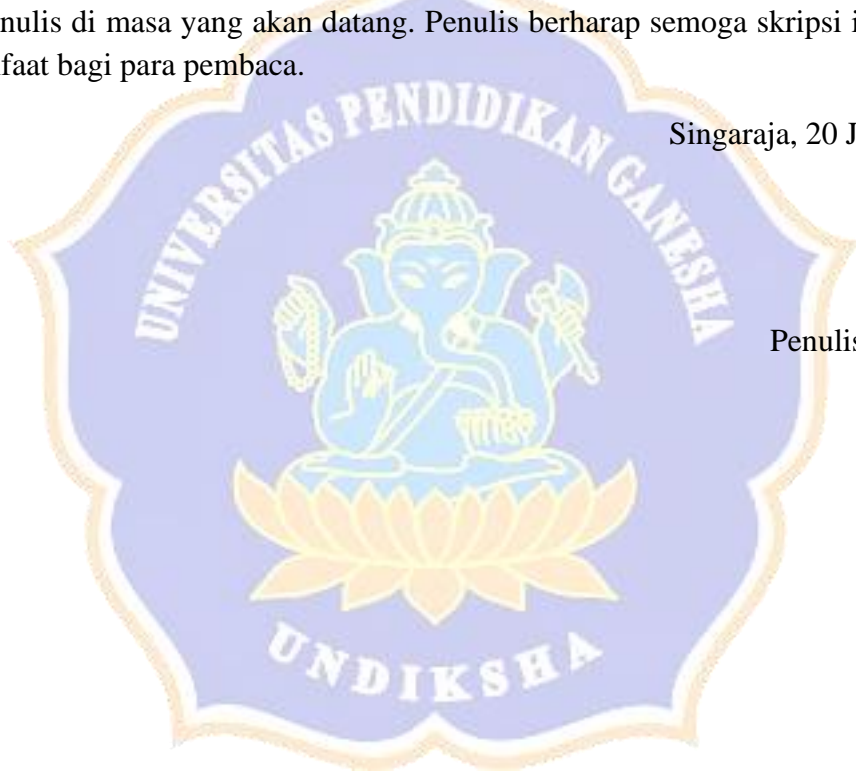 nulis di masa yang akan datang. Penulis berharap semoga skripsi i
faat bagi para pembaca.
UNIVERSITAS PENDIDIKAN GANESHA
Singaraja, 20 J
Penulis
UNDIKSHA